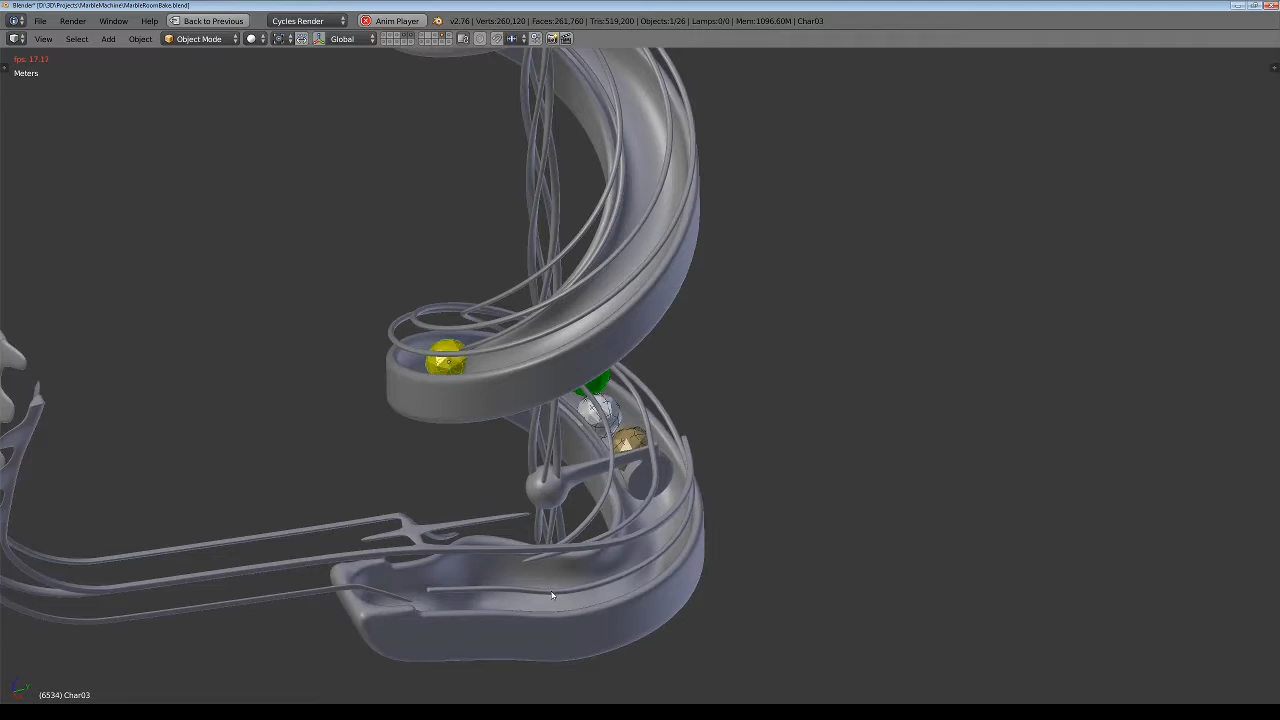 Blender* [D:\3D\Projects\MarbleMachine\MarbleRoomBake.blend]
File Render Window Help Back to Previous Cycles Render Anim Player v2.76 | Verts:260,120 | Faces:261,760 | Tris:519,200 | Objects:1/26 | Lamps:0/0 | Mem:1096.60M | Char03
View Select Add Object Object Mode Global
fps: 17.13
Meters
(6534) Char03